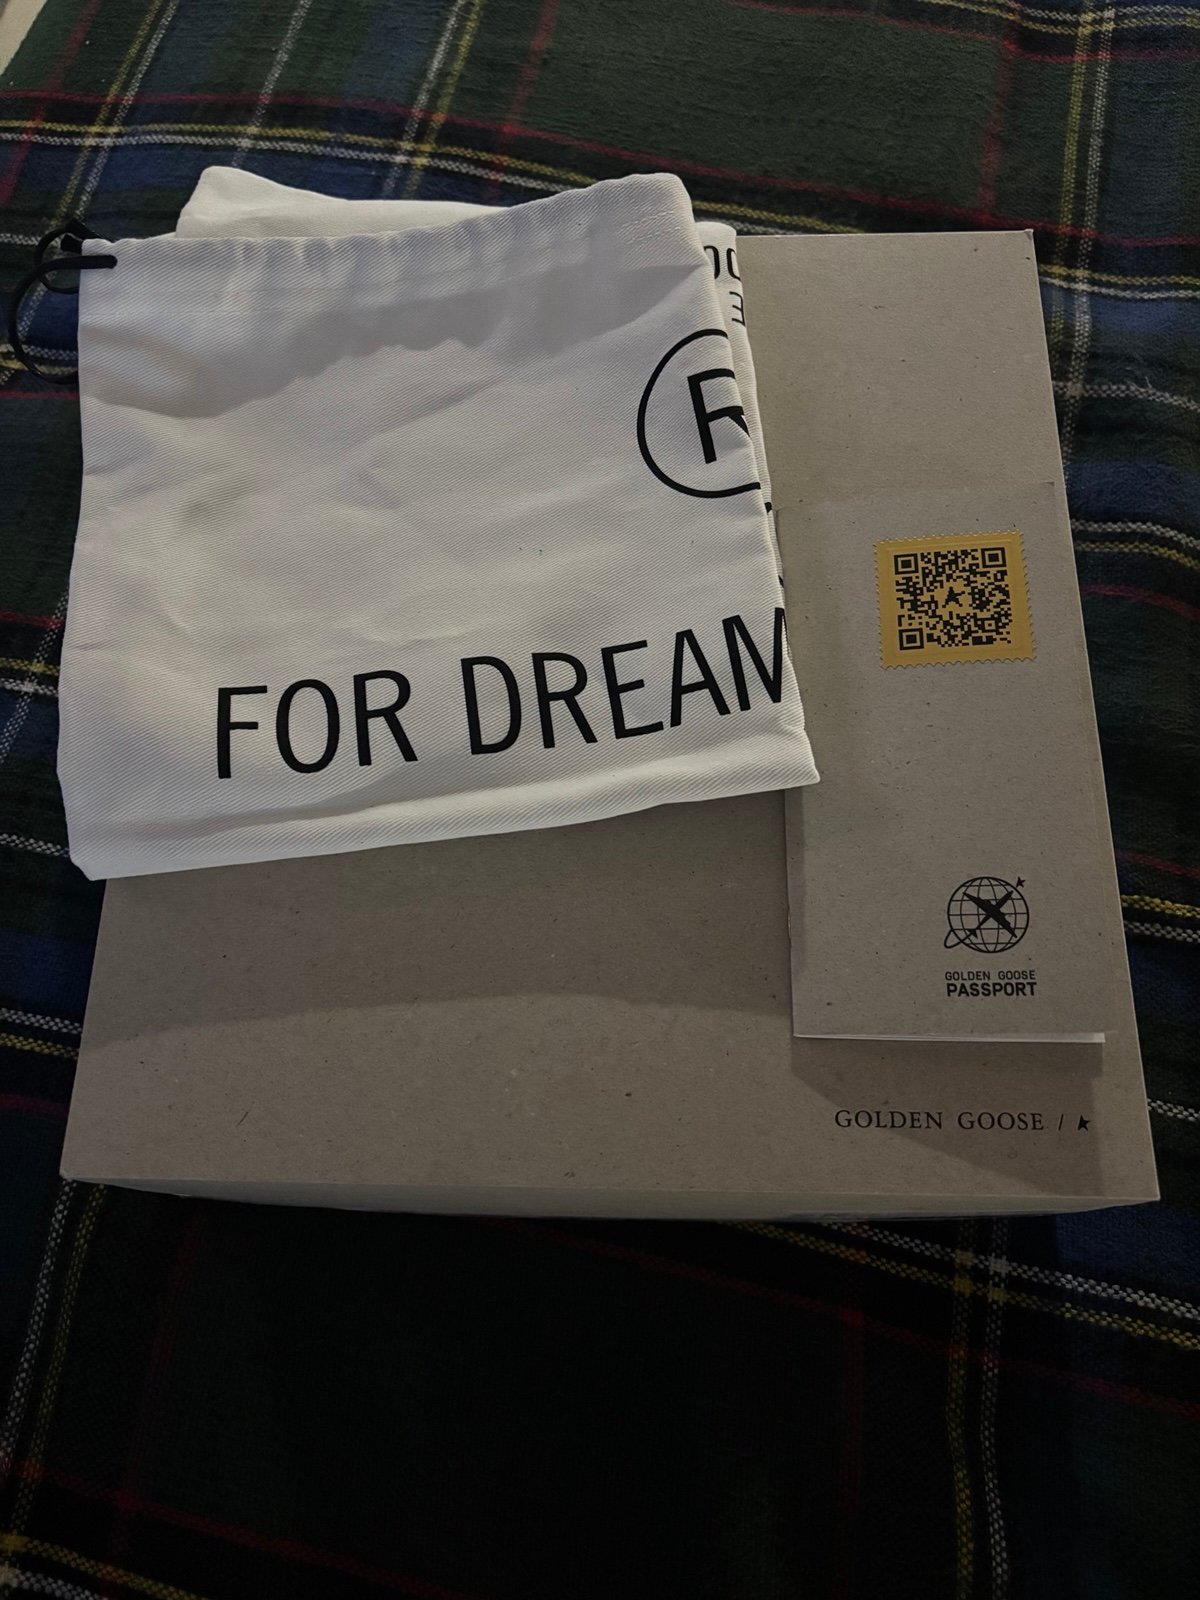 R
FOR DREAM
GOLDEN GOOSE
PASSPORT
GOLDEN GOOSE /